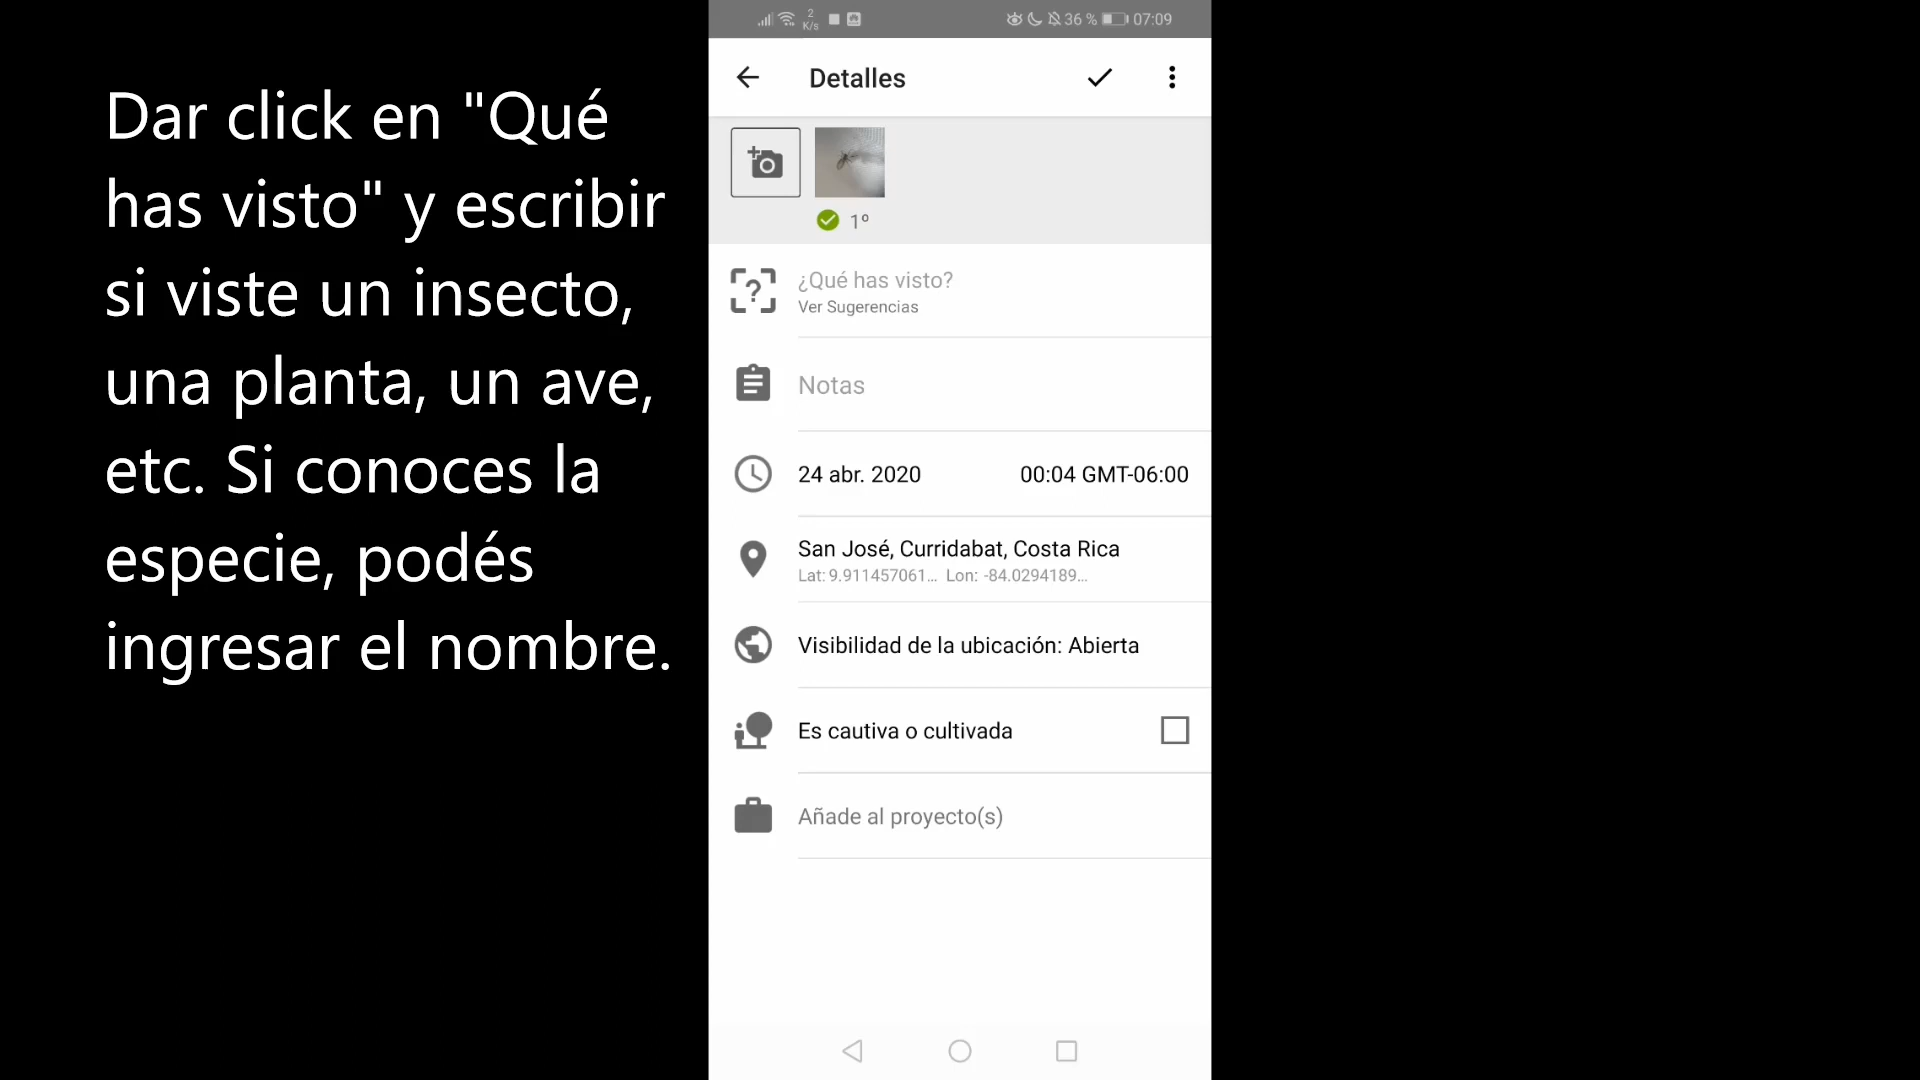 Dar click en "Qué
has visto" y escribir
si viste un insecto,
una planta, un ave,
etc. Si conoces la
especie, podés
ingresar el nombre.
2
K/s
36 % 07:09
Detalles
1º
¿Qué has visto?
Ver Sugerencias
Notas
24 abr. 2020 00:04 GMT-06:00
San José, Curridabat, Costa Rica
Lat: 9.911457061... Lon: -84.0294189...
Visibilidad de la ubicación: Abierta
Es cautiva o cultivada
Añade al proyecto(s)